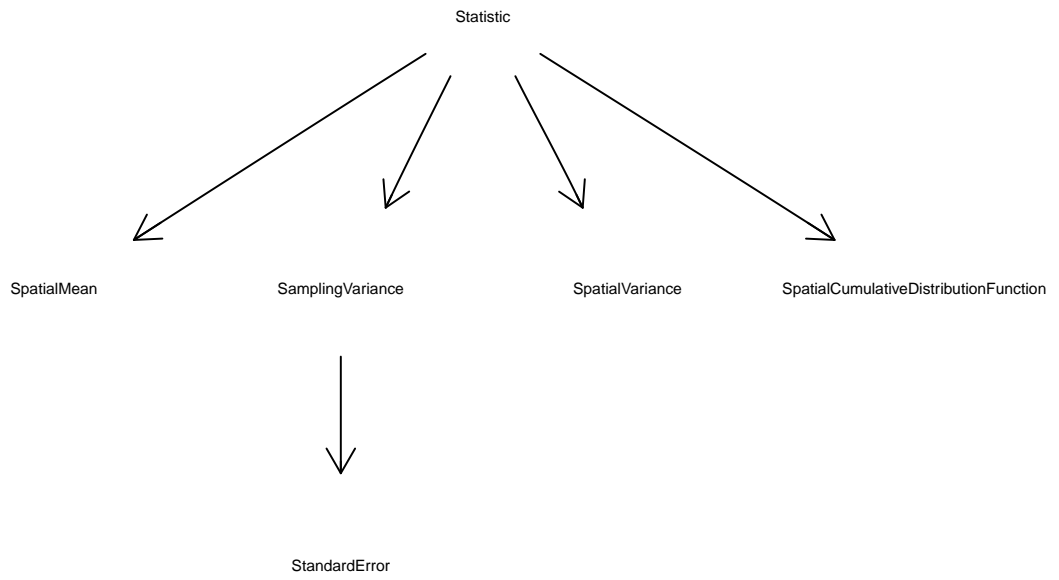 Statistic
SpatialMean
SamplingVariance
SpatialVariance
SpatialCumulativeDistributionFunction
StandardError